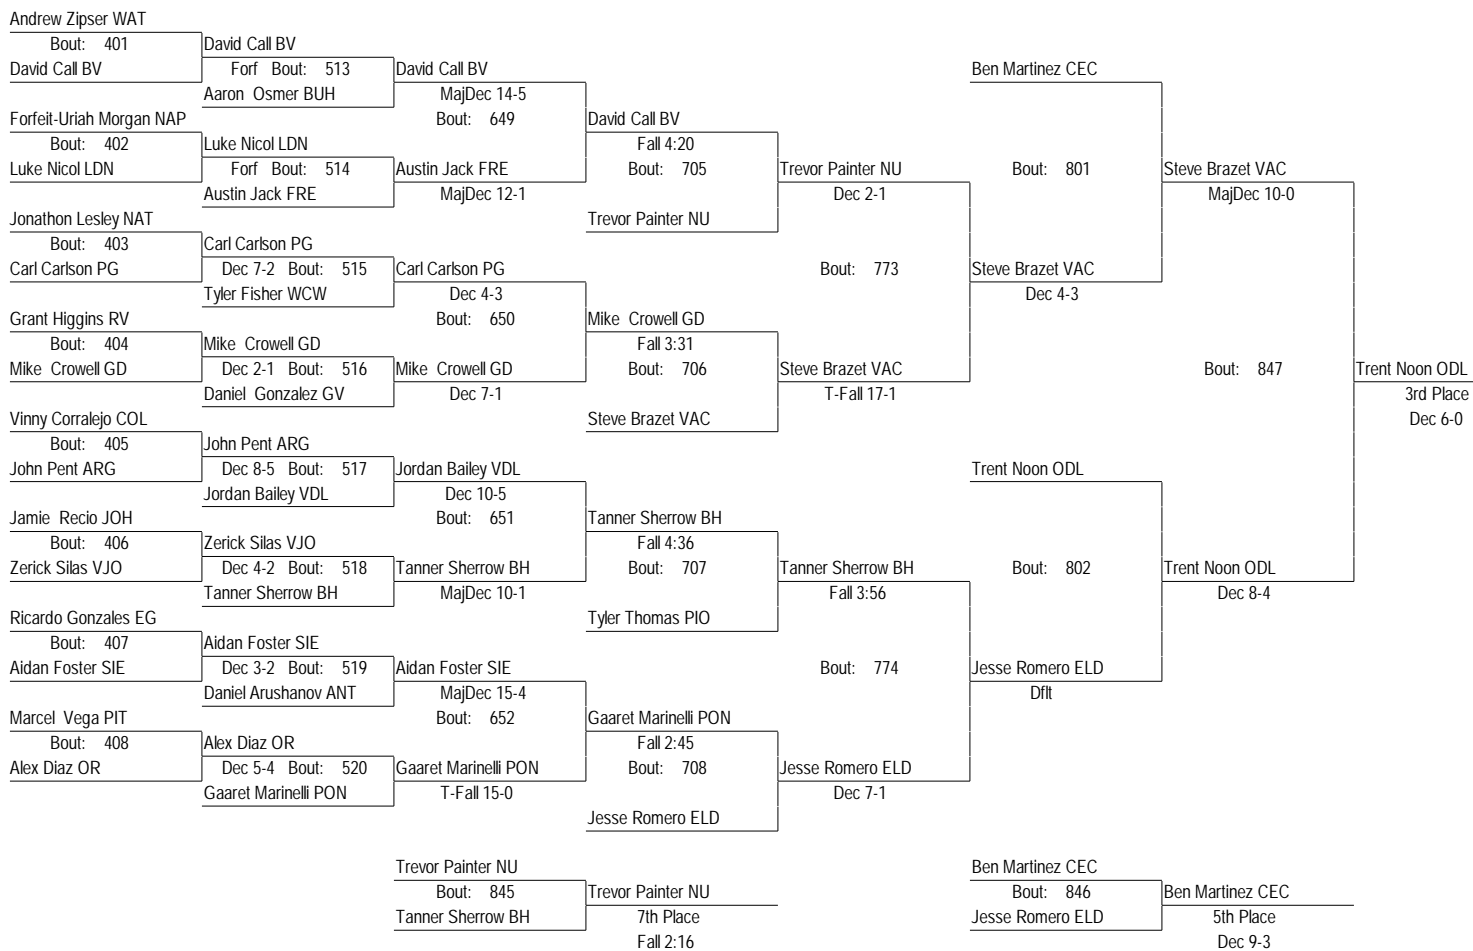 Andrew Zipser WAT
Bout: 401
David Call BV
David Call BV
Forf Bout: 513
Aaron Osmer BUH
David Call BV
MajDec 14-5
Bout: 649
Forfeit-Uriah Morgan NAP
Bout: 402
Luke Nicol LDN
Luke Nicol LDN
Forf Bout: 514
Austin Jack FRE
Austin Jack FRE
MajDec 12-1
David Call BV
Fall 4:20
Bout: 705
Trevor Painter NU
Trevor Painter NU
Dec 2-1
Jonathon Lesley NAT
Bout: 403
Carl Carlson PG
Carl Carlson PG
Dec 7-2 Bout: 515
Tyler Fisher WCW
Carl Carlson PG
Dec 4-3
Bout: 650
Grant Higgins RV
Bout: 404
Mike Crowell GD
Mike Crowell GD
Dec 2-1 Bout: 516
Daniel Gonzalez GV
Mike Crowell GD
Dec 7-1
Mike Crowell GD
Fall 3:31
Bout: 706
Steve Brazet VAC
Steve Brazet VAC
T-Fall 17-1
Bout: 773
Steve Brazet VAC
Dec 4-3
Ben Martinez CEC
Bout: 801
Steve Brazet VAC
MajDec 10-0
Vinny Corralejo COL
Bout: 405
John Pent ARG
John Pent ARG
Dec 8-5 Bout: 517
Jordan Bailey VDL
Jordan Bailey VDL
Dec 10-5
Bout: 651
Jamie Recio JOH
Bout: 406
Zerick Silas VJO
Zerick Silas VJO
Dec 4-2 Bout: 518
Tanner Sherrow BH
Tanner Sherrow BH
MajDec 10-1
Tanner Sherrow BH
Fall 4:36
Bout: 707
Tyler Thomas PIO
Tanner Sherrow BH
Fall 3:56
Ricardo Gonzales EG
Bout: 407
Aidan Foster SIE
Aidan Foster SIE
Dec 3-2 Bout: 519
Daniel Arushanov ANT
Aidan Foster SIE
MajDec 15-4
Bout: 652
Marcel Vega PIT
Bout: 408
Alex Diaz OR
Alex Diaz OR
Dec 5-4 Bout: 520
Gaaret Marinelli PON
Gaaret Marinelli PON
T-Fall 15-0
Gaaret Marinelli PON
Fall 2:45
Bout: 708
Jesse Romero ELD
Jesse Romero ELD
Dec 7-1
Bout: 774
Jesse Romero ELD
Dflt
Trent Noon ODL
Bout: 802
Trent Noon ODL
Dec 8-4
Bout: 847
Trent Noon ODL
3rd Place
Dec 6-0
Trevor Painter NU
Bout: 845
Tanner Sherrow BH
Trevor Painter NU
7th Place
Fall 2:16
Ben Martinez CEC
Bout: 846
Jesse Romero ELD
Ben Martinez CEC
5th Place
Dec 9-3